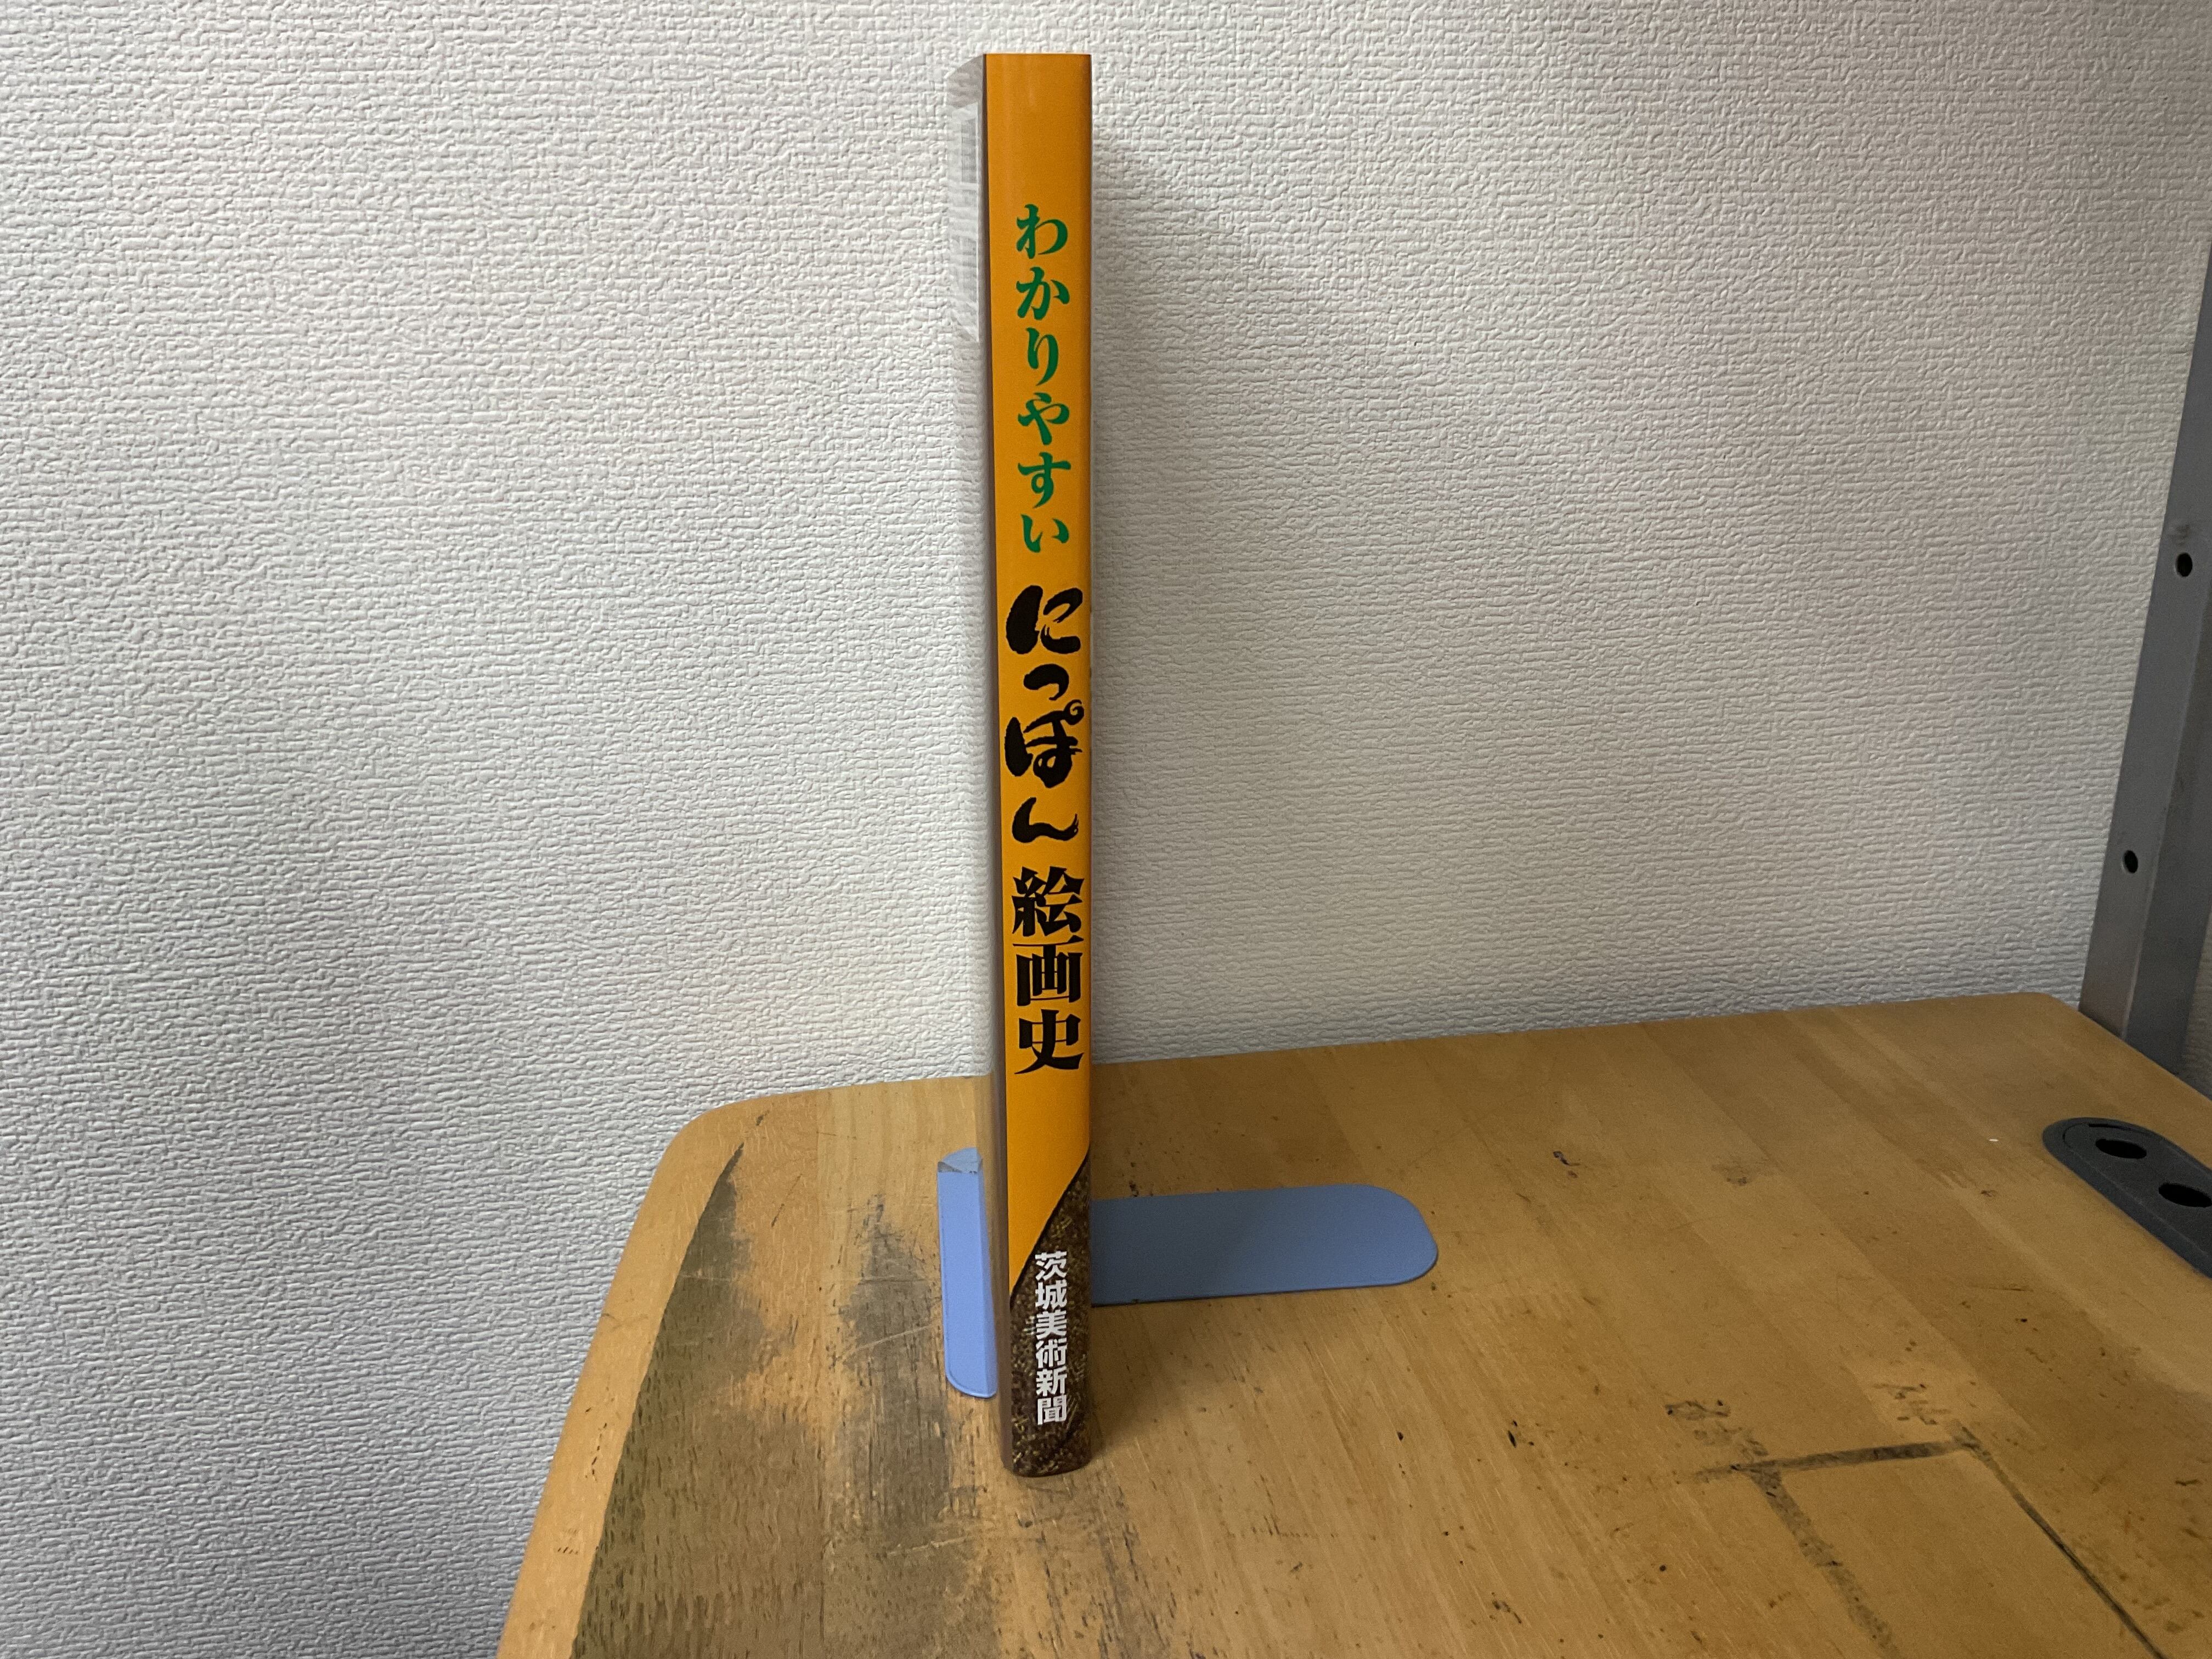 わかりやすい
にっぽん絵画史
茨城美術新聞